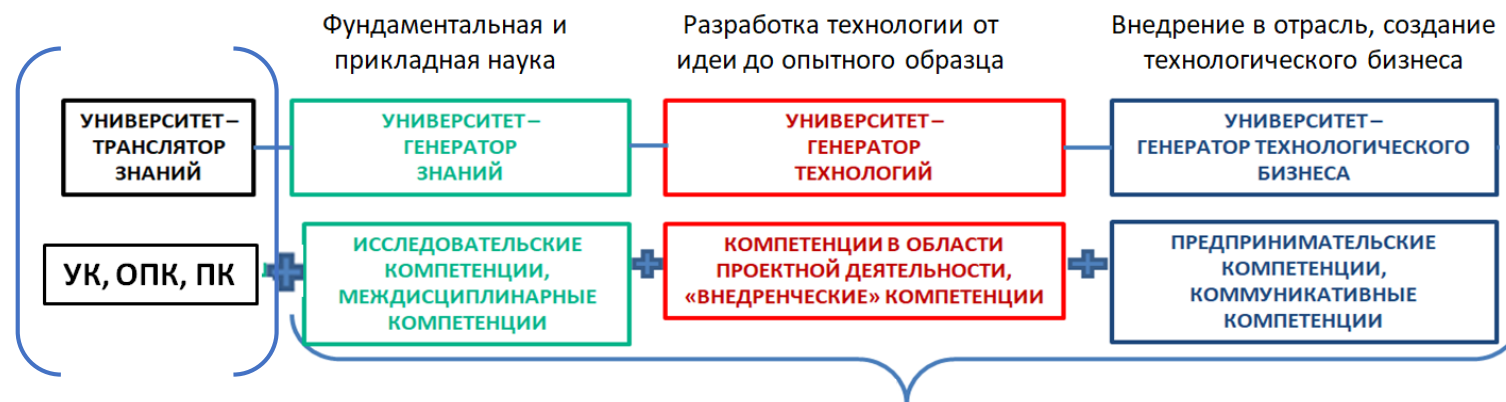 Фундаментальная и
прикладная наука
Разработка технологии от
идеи до опытного образца
Внедрение в отрасль, создание
технологического бизнеса
УНИВЕРСИТЕТ –
ТРАНСЛЯТОР
ЗНАНИЙ
УНИВЕРСИТЕТ –
ГЕНЕРАТОР
ЗНАНИЙ
УНИВЕРСИТЕТ –
ГЕНЕРАТОР
ТЕХНОЛОГИЙ
УНИВЕРСИТЕТ –
ГЕНЕРАТОР ТЕХНОЛОГИЧЕСКОГО
БИЗНЕСА
УК, ОПК, ПК
ИССЛЕДОВАТЕЛЬСКИЕ
КОМПЕТЕНЦИИ,
МЕЖДИСЦИПЛИНАРНЫЕ
КОМПЕТЕНЦИИ
КОМПЕТЕНЦИИ В ОБЛАСТИ
ПРОЕКТНОЙ ДЕЯТЕЛЬНОСТИ,
«ВНЕДРЕНЧЕСКИЕ» КОМПЕТЕНЦИИ
ПРЕДПРИНИМАТЕЛЬСКИЕ
КОМПЕТЕНЦИИ,
КОММУНИКАТИВНЫЕ
КОМПЕТЕНЦИИ